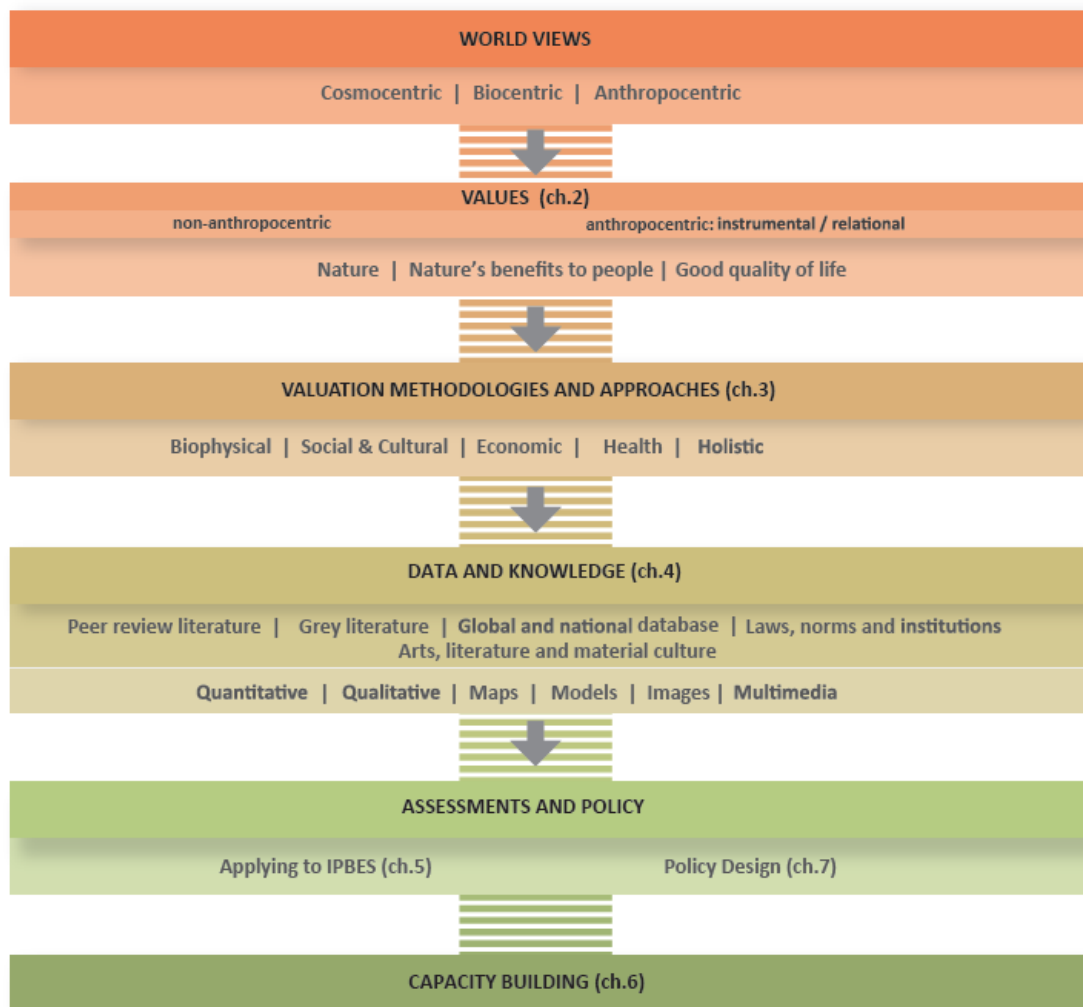 WORLD VIEWS
Cosmocentric | Biocentric | Anthropocentric
VALUES (ch.2)
non-anthropocentric anthropocentric: instrumental / relational
Nature | Nature's benefits to people | Good quality of life
VALUATION METHODOLOGIES AND APPROACHES (ch.3)
Biophysical | Social & Cultural | Economic | Health | Holistic
DATA AND KNOWLEDGE (ch.4)
Peer review literature | Grey literature | Global and national database | Laws, norms and institutions
Arts, literature and material culture
Quantitative | Qualitative | Maps | Models | Images | Multimedia
ASSESSMENTS AND POLICY
Applying to IPBES (ch.5) Policy Design (ch.7)
CAPACITY BUILDING (ch.6)